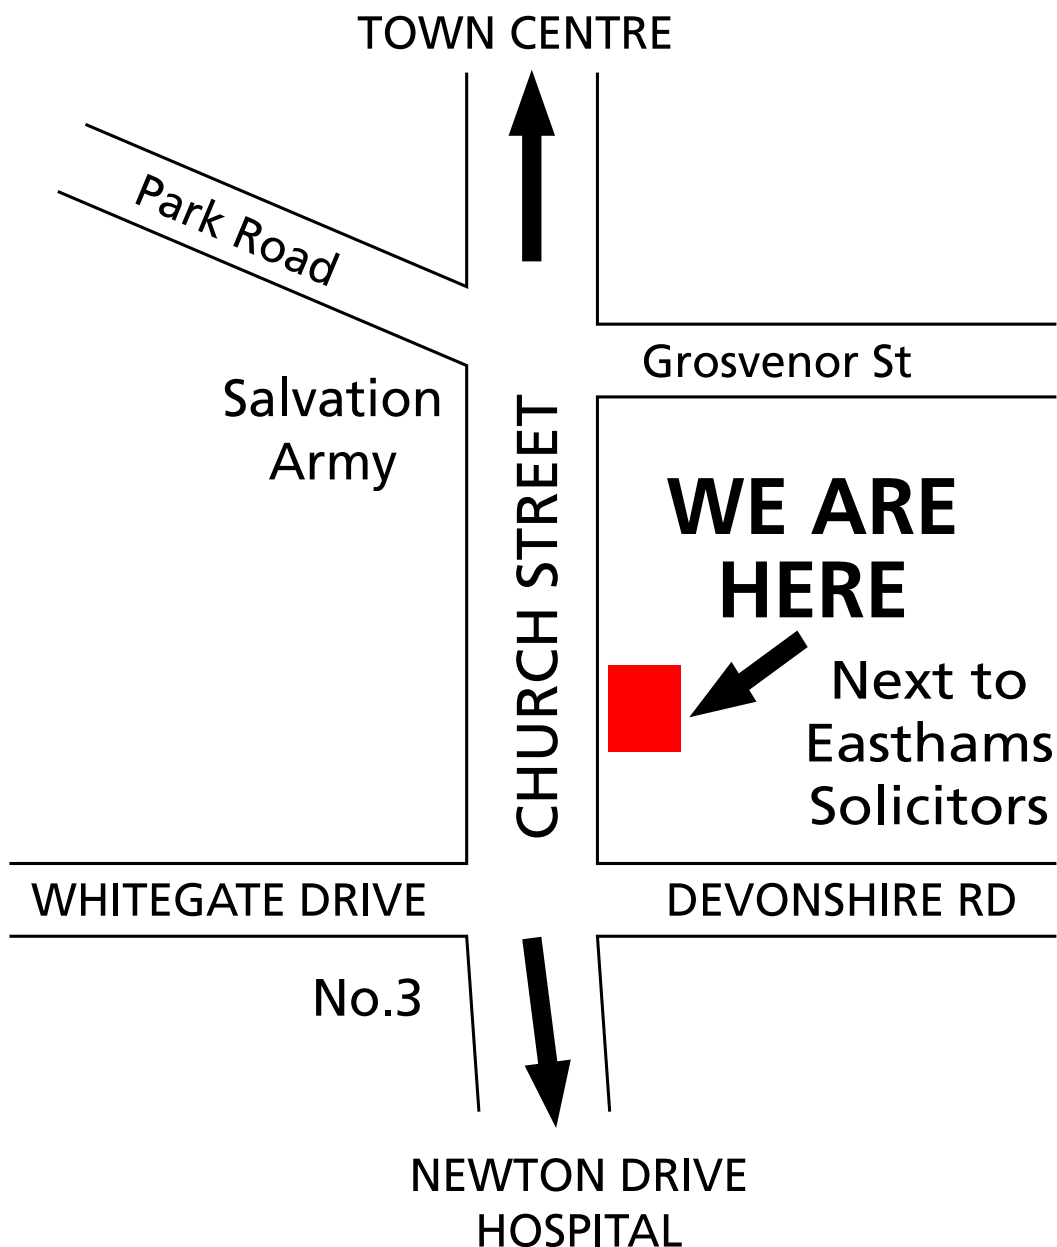 TOWN CENTRE
Park Road
Grosvenor St
Salvation
Army
CHURCH STREET
WE ARE
HERE
Next to
Easthams
Solicitors
WHITEGATE DRIVE
DEVONSHIRE RD
No.3
NEWTON DRIVE
HOSPITAL